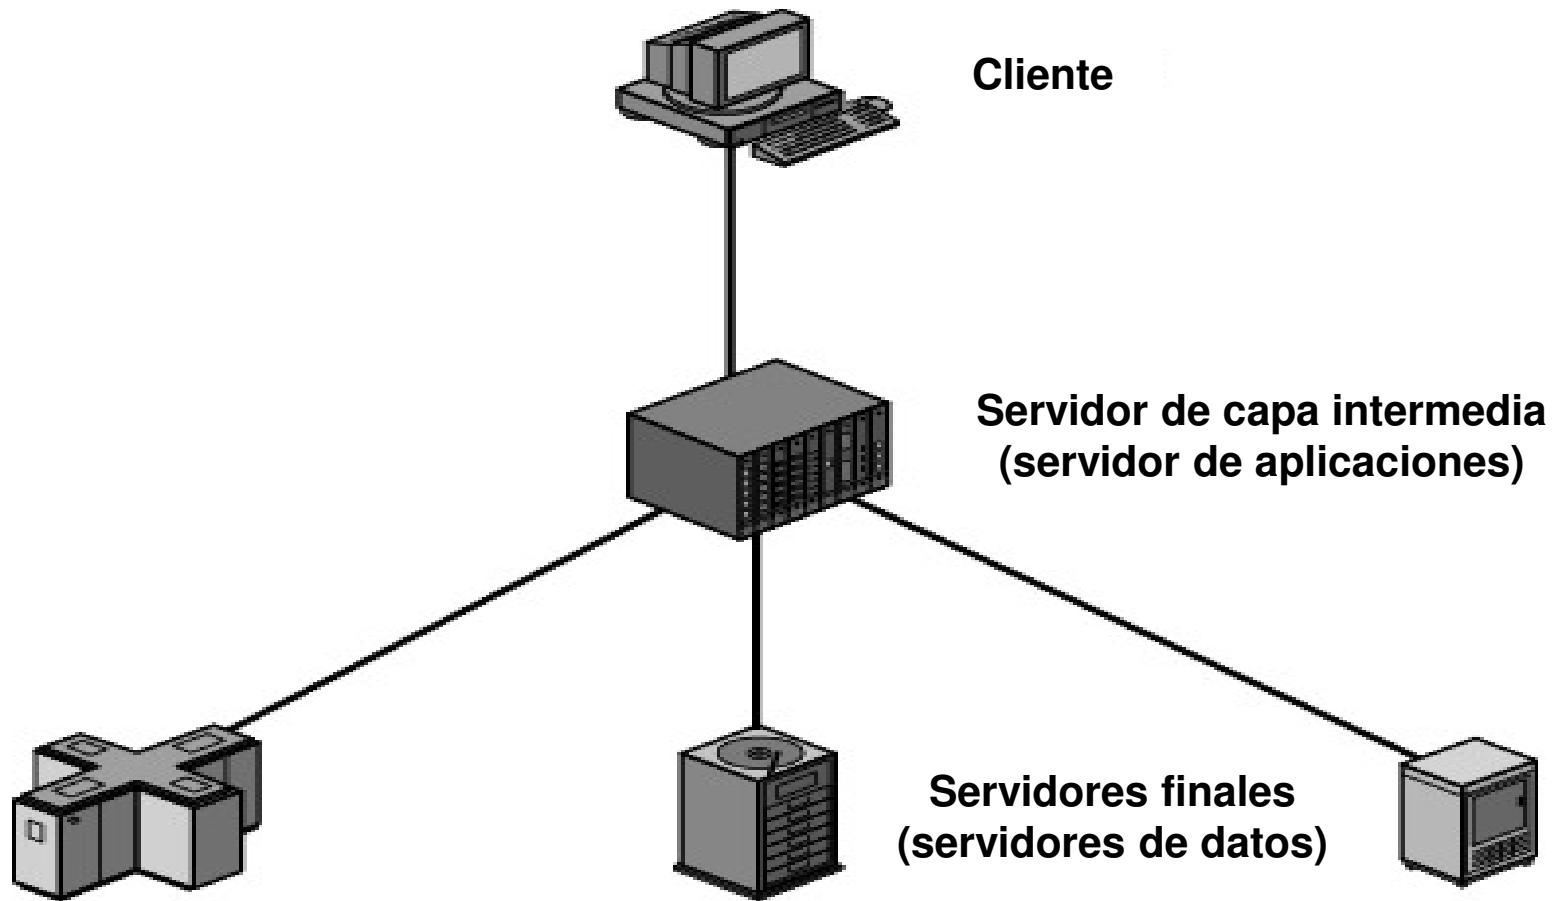 Cliente
Servidor de capa intermedia
(servidor de aplicaciones)
Servidores finales
(servidores de datos)